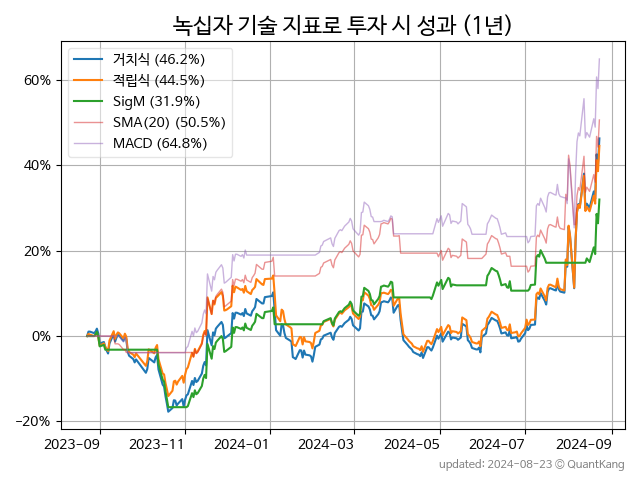 녹십자 기술 지표로 투자 시 성과 (1년)
거치식 (46.2%)
적립식 (44.5%)
SigM (31.9%)
SMA(20) (50.5%)
MACD (64.8%)
60%
40%
20%
0%
−20%
2023-09 2023-11 2024-01 2024-03 2024-05 2024-07 2024-09
updated: 2024-08-23 © QuantKang